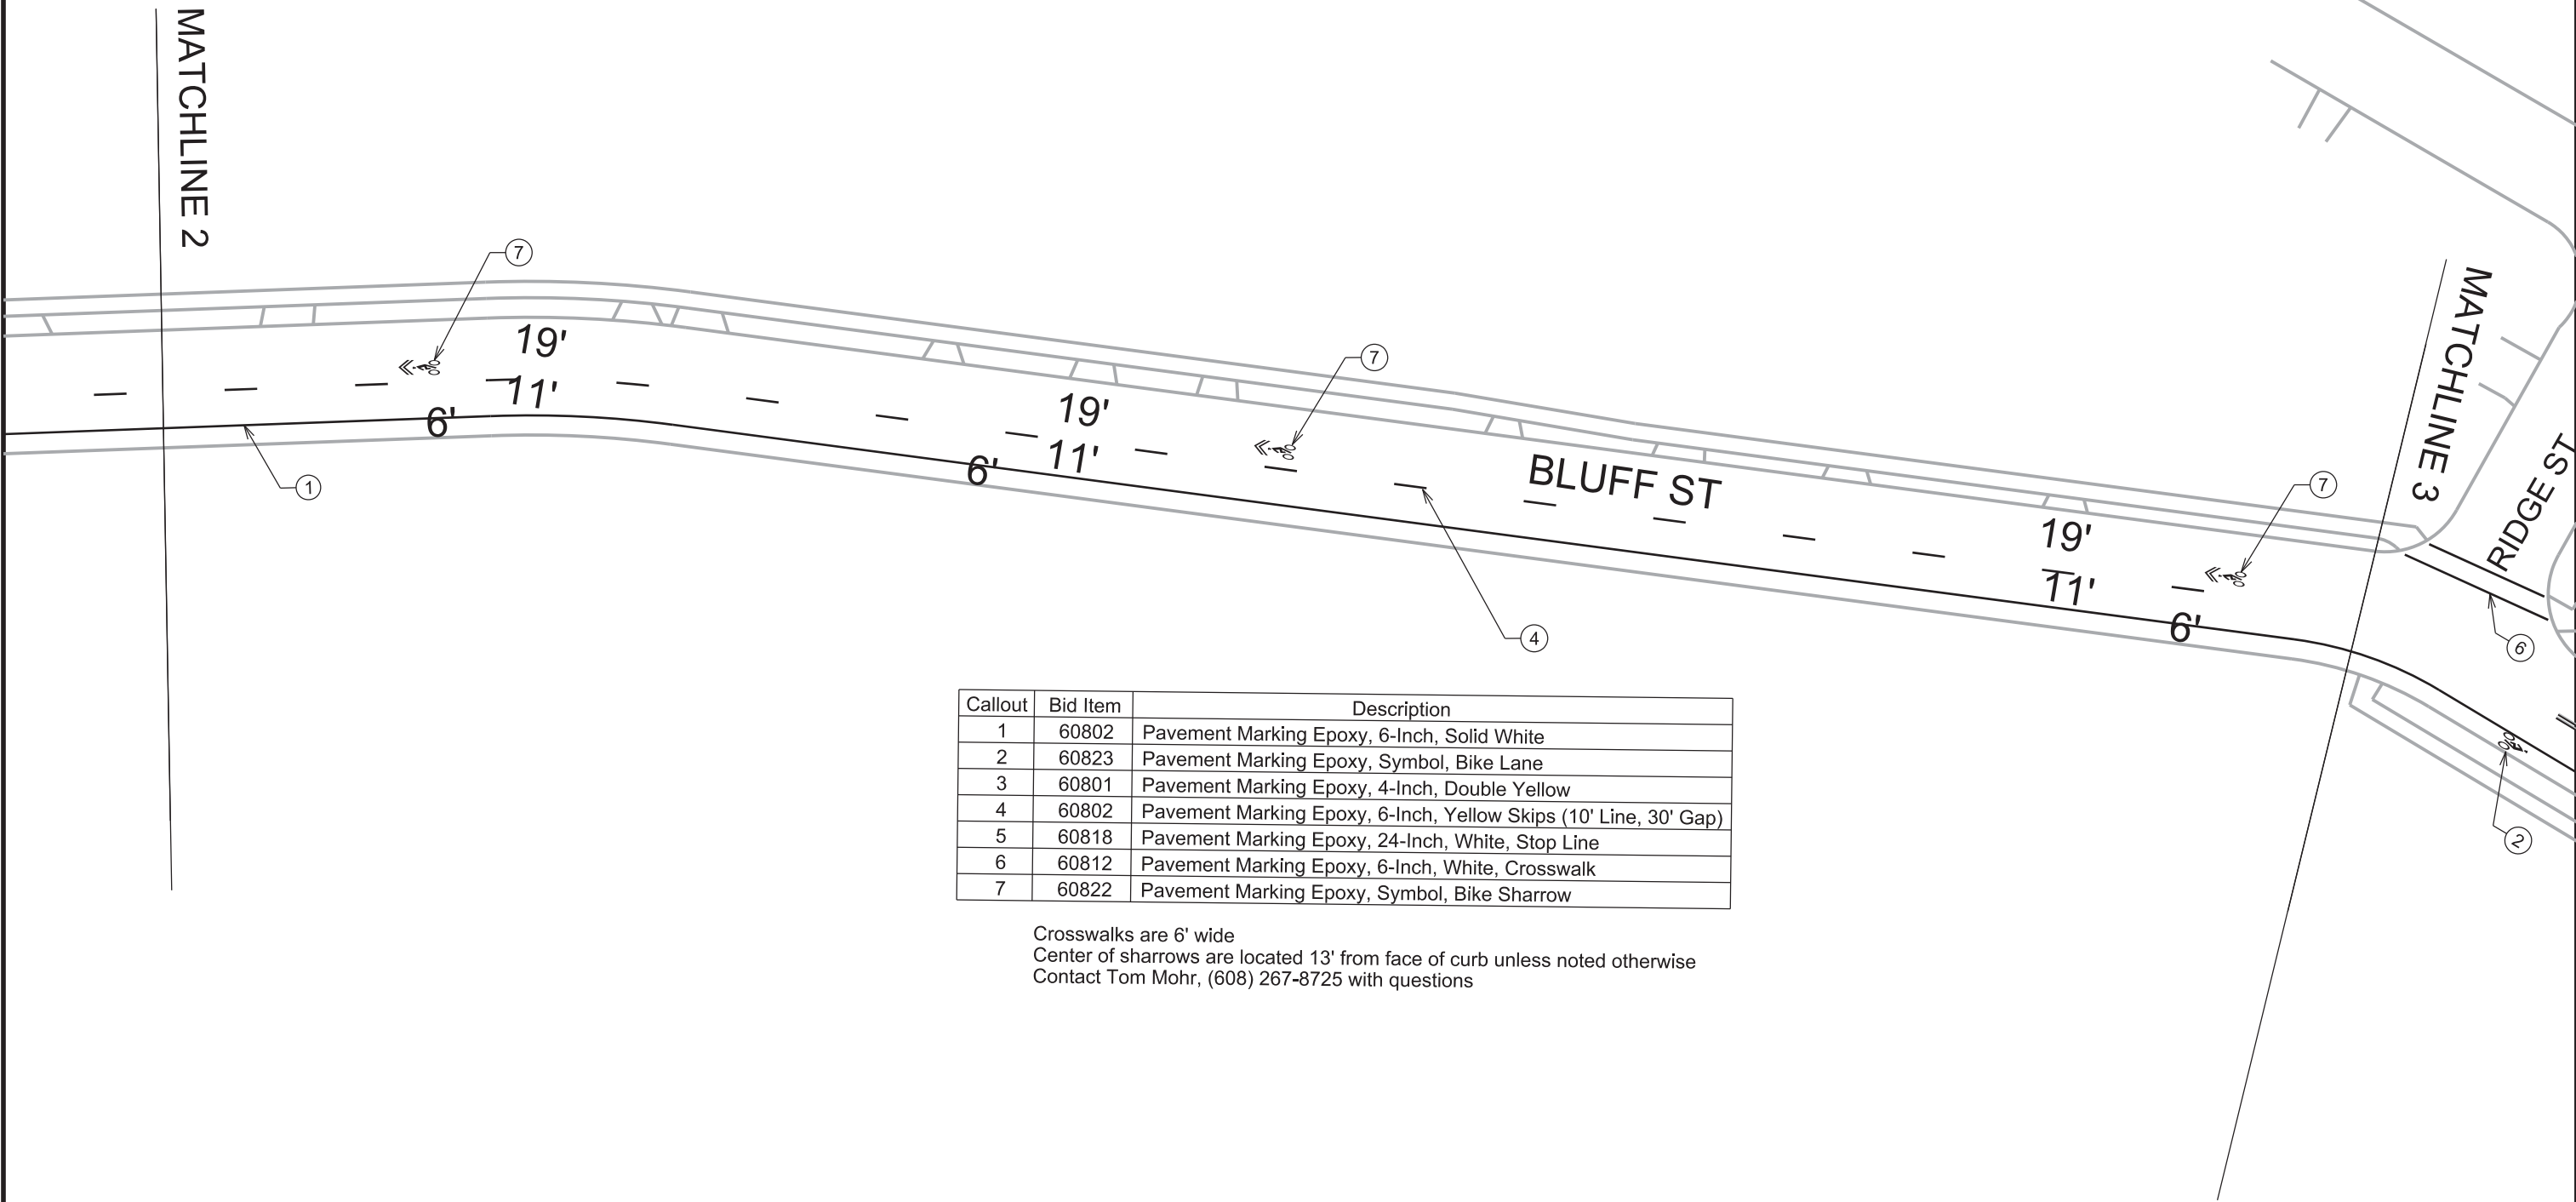 MATCHLINE 2
7
19'
11'
6'
1
7
19'
11'
6'
BLUFF ST
4
MATCHLINE 3
RIDGE ST
7
19'
11'
6'
6
2
Callout Bid Item Description
1 60802 Pavement Marking Epoxy, 6-Inch, Solid White
2 60823 Pavement Marking Epoxy, Symbol, Bike Lane
3 60801 Pavement Marking Epoxy, 4-Inch, Double Yellow
4 60802 Pavement Marking Epoxy, 6-Inch, Yellow Skips (10' Line, 30' Gap)
5 60818 Pavement Marking Epoxy, 24-Inch, White, Stop Line
6 60812 Pavement Marking Epoxy, 6-Inch, White, Crosswalk
7 60822 Pavement Marking Epoxy, Symbol, Bike Sharrow
Crosswalks are 6' wide
Center of sharrows are located 13' from face of curb unless noted otherwise
Contact Tom Mohr, (608) 267-8725 with questions